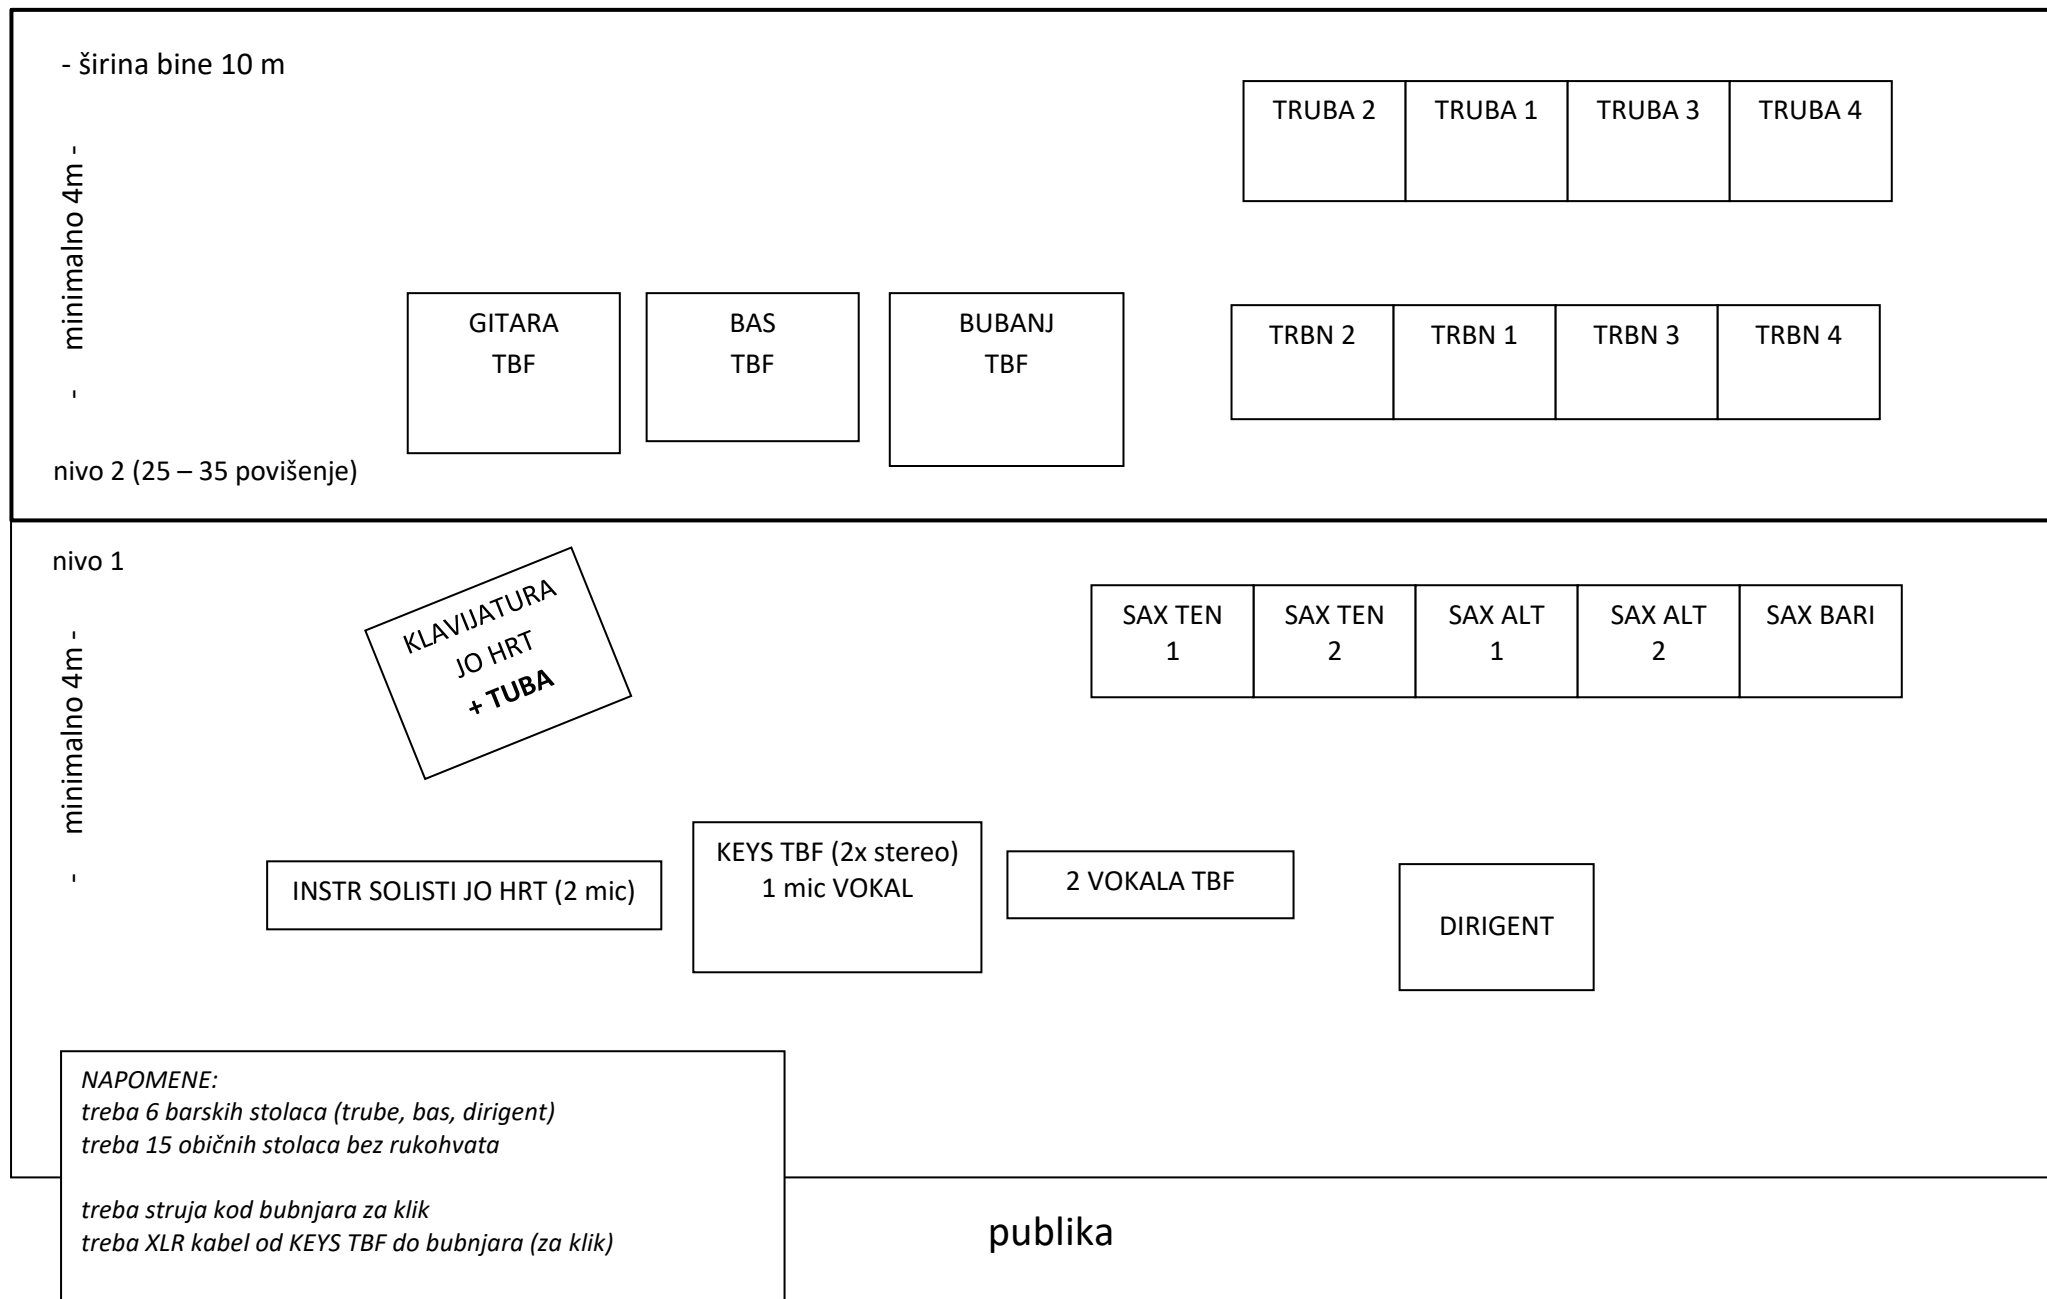 - širina bine 10 m
TRUBA 2 TRUBA 1 TRUBA 3 TRUBA 4
- minimalno 4m -
GITARA
TBF
BAS
TBF
BUBANJ
TBF
TRBN 2 TRBN 1 TRBN 3 TRBN 4
nivo 2 (25 – 35 povišenje)
nivo 1
KLAVIJATURA
JO HRT
+ TUBA
SAX TEN
1
SAX TEN
2
SAX ALT
1
SAX ALT
2
SAX BARI
- minimalno 4m -
INSTR SOLISTI JO HRT (2 mic)
KEYS TBF (2x stereo)
1 mic VOKAL
2 VOKALA TBF
DIRIGENT
NAPOMENE:
treba 6 barskih stolaca (trube, bas, dirigent)
treba 15 običnih stolaca bez rukohvata
treba struja kod bubnjara za klik
treba XLR kabel od KEYS TBF do bubnjara (za klik)
publika